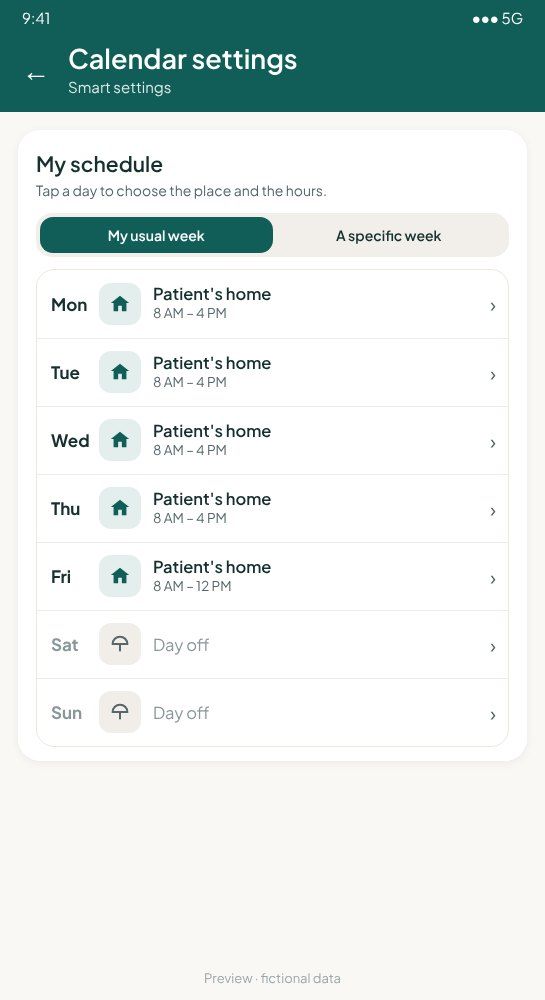 9:41
●●● 5G
←
Calendar settings
Smart settings
My schedule
Tap a day to choose the place and the hours.
My usual week
A specific week
Mon
Patient's home
8 AM – 4 PM
›
Tue
Patient's home
8 AM – 4 PM
›
Wed
Patient's home
8 AM – 4 PM
›
Thu
Patient's home
8 AM – 4 PM
›
Fri
Patient's home
8 AM – 12 PM
›
Sat
Day off
›
Sun
Day off
›
Preview · fictional data